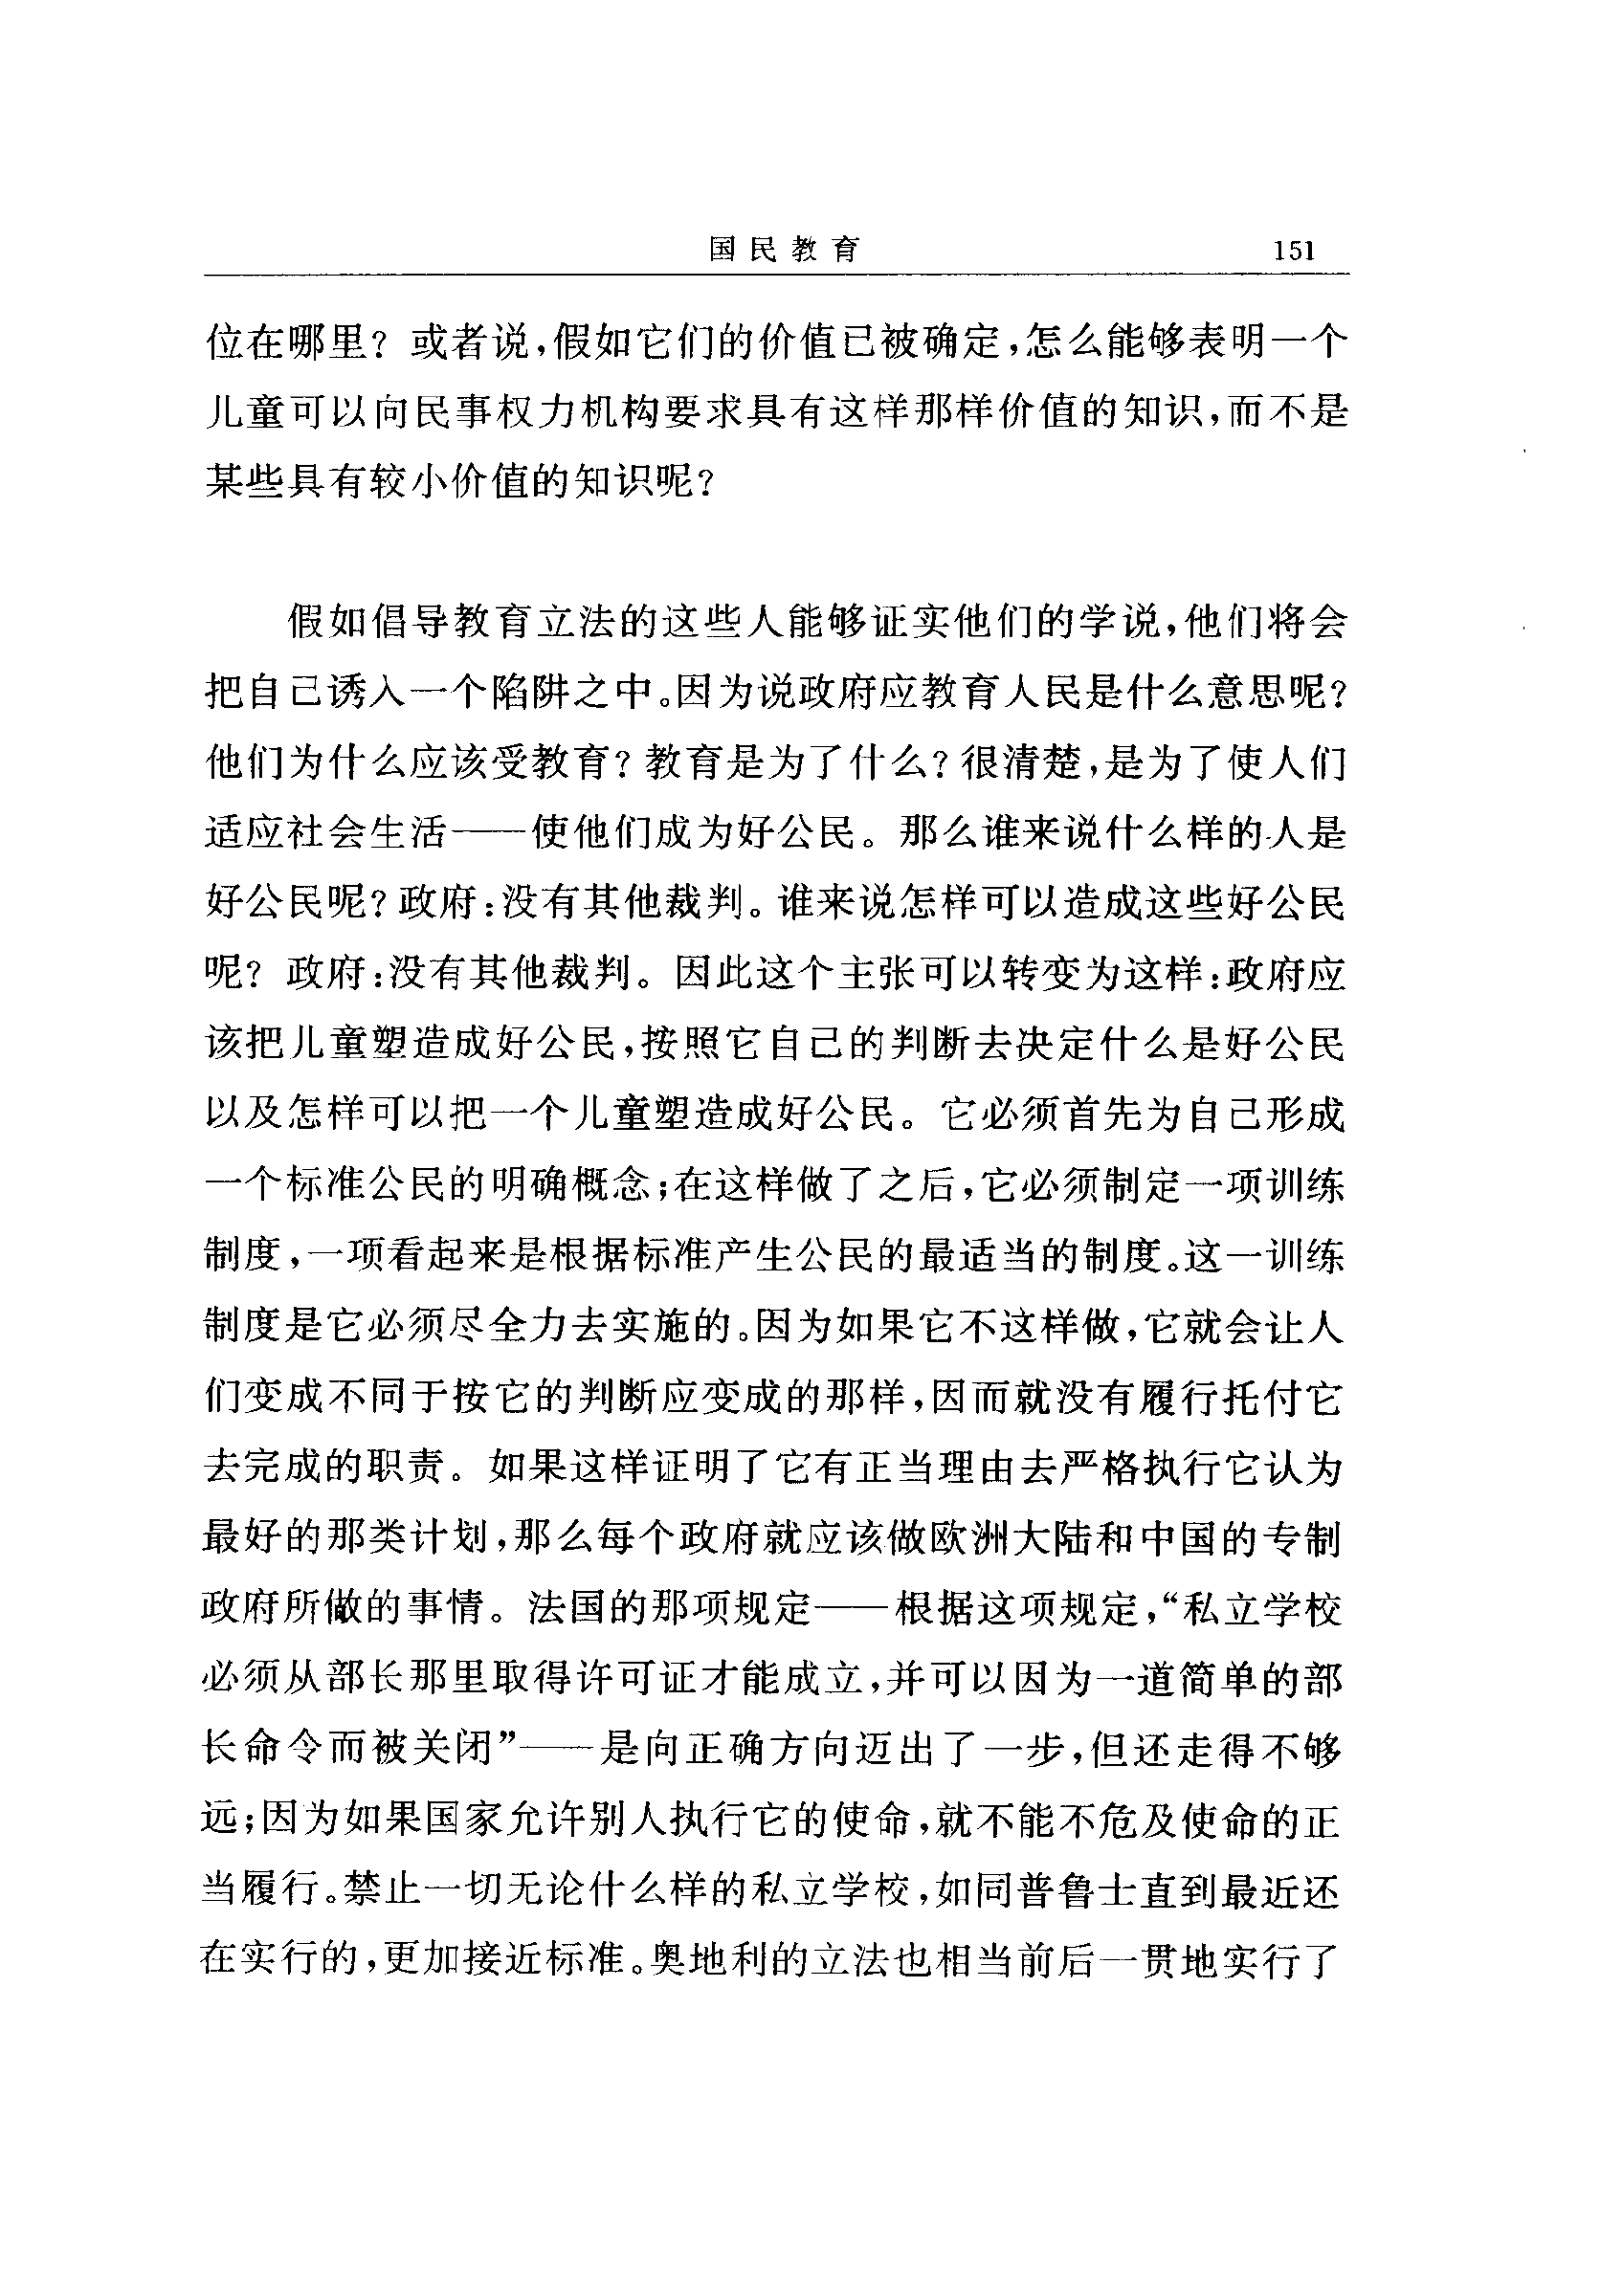 国民教育 151
位在哪里？或者说，假如它们的价值已被确定，怎么能够表明一个
儿童可以向民事权力机构要求具有这样那样价值的知识，而不是
某些具有较小价值的知识呢？
假如倡导教育立法的这些人能够证实他们的学说，他们将会
把自己诱入一个陷阱之中。因为说政府应教育人民是什么意思呢？
他们为什么应该受教育？教育是为了什么？很清楚，是为了使人们
适应社会生活——使他们成为好公民。那么谁来说什么样的人是
好公民呢？政府：没有其他裁判。谁来说怎样可以造成这些好公民
呢？政府：没有其他裁判。因此这个主张可以转变为这样：政府应
该把儿童塑造成好公民，按照它自己的判断去决定什么是好公民
以及怎样可以把一个儿童塑造成好公民。它必须首先为自己形成
一个标准公民的明确概念；在这样做了之后，它必须制定一项训练
制度，一项看起来是根据标准产生公民的最适当的制度。这一训练
制度是它必须尽全力去实施的。因为如果它不这样做，它就会让人
们变成不同于按它的判断应变成的那样，因而就没有履行托付它
去完成的职责。如果这样证明了它有正当理由去严格执行它认为
最好的那类计划，那么每个政府就应该做欧洲大陆和中国的专制
政府所做的事情。法国的那项规定——根据这项规定，“私立学校
必须从部长那里取得许可证才能成立，并可以因为一道简单的部
长命令而被关闭”——是向正确方向迈出了一步，但还走得不够
远；因为如果国家允许别人执行它的使命，就不能不危及使命的正
当履行。禁止一切无论什么样的私立学校，如同普鲁士直到最近还
在实行的，更加接近标准。奥地利的立法也相当前后一贯地实行了